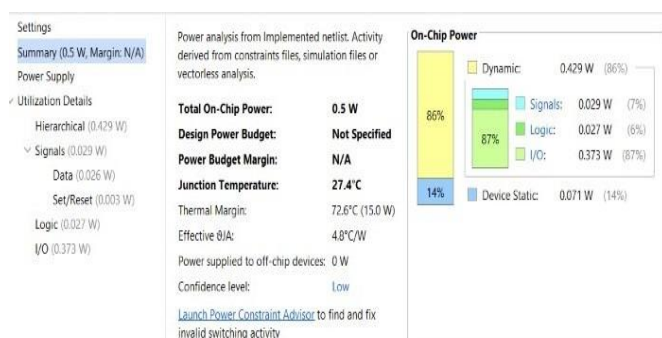 Settings
Summary (0.5 W, Margin: N/A)
Power Supply
Utilization Details
Hierarchical (0.429 W)
Signals (0.029 W)
Data (0.026 W)
Set/Reset (0.003 W)
Logic (0.027 W)
I/O (0.373 W)
Power analysis from Implemented netlist. Activity
derived from constraints files, simulation files or
vectorless analysis.
Total On-Chip Power: 0.5 W
Design Power Budget: Not Specified
Power Budget Margin: N/A
Junction Temperature: 27.4°C
Thermal Margin: 72.6°C (15.0 W)
Effective θJA: 4.8°C/W
Power supplied to off-chip devices: 0 W
Confidence level: Low
Launch Power Constraint Advisor to find and fix
invalid switching activity
On-Chip Power
86%
14%
Dynamic: 0.429 W (86%)
87%
Signals: 0.029 W (7%)
Logic: 0.027 W (6%)
I/O: 0.373 W (87%)
Device Static: 0.071 W (14%)